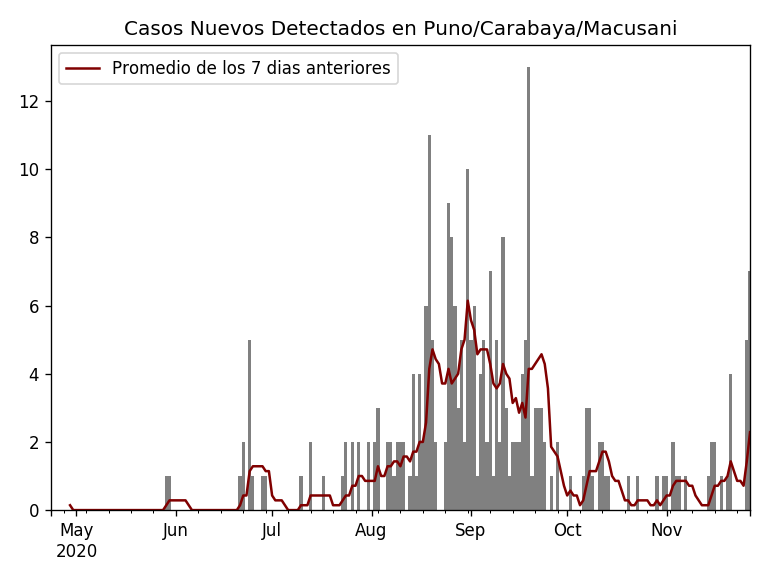 Casos Nuevos Detectados en Puno/Carabaya/Macusani
Promedio de los 7 dias anteriores
12
10
8
6
4
2
0
May Jun Jul Aug Sep Oct Nov
2020